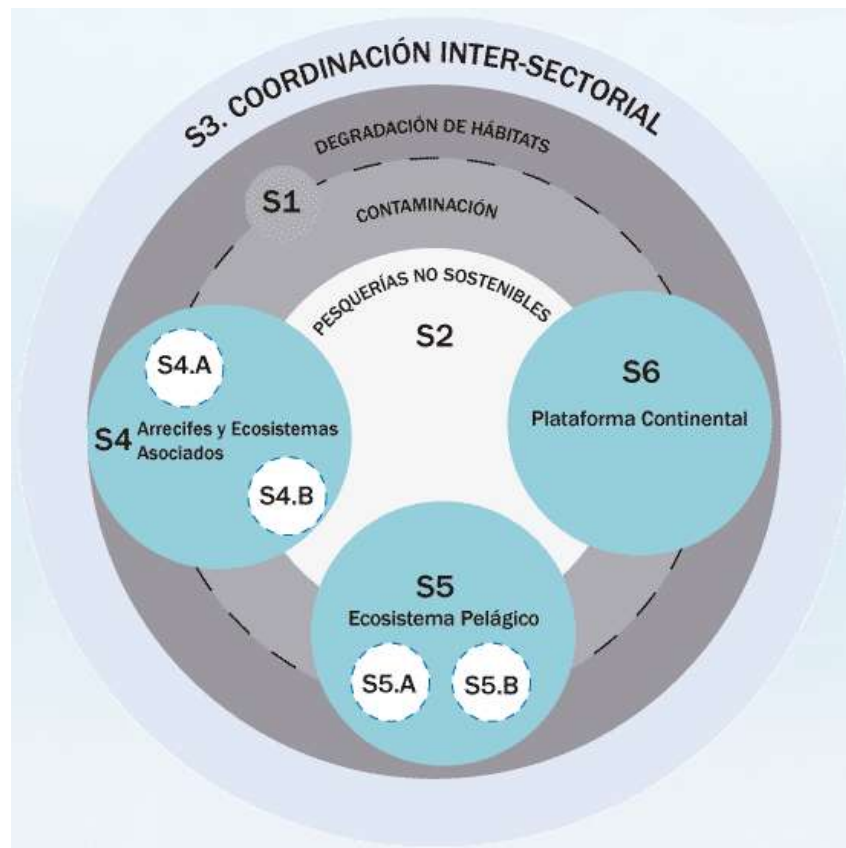 S3. COORDINACIÓN INTER-SECTORIAL
DEGRADACIÓN DE HÁBITATS
S1
CONTAMINACIÓN
PESQUERÍAS NO SOSTENIBLES
S2
S4.A
S4 Arrecifes y Ecosistemas
Asociados
S4.B
S6
Plataforma Continental
S5
Ecosistema Pelágico
S5.A
S5.B